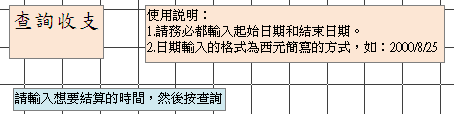 查詢收支
使用說明：
1.請務必都輸入起始日期和結束日期。
2.日期輸入的格式為西元簡寫的方式，如：2000/8/25
請輸入想要結算的時間，然後按查詢